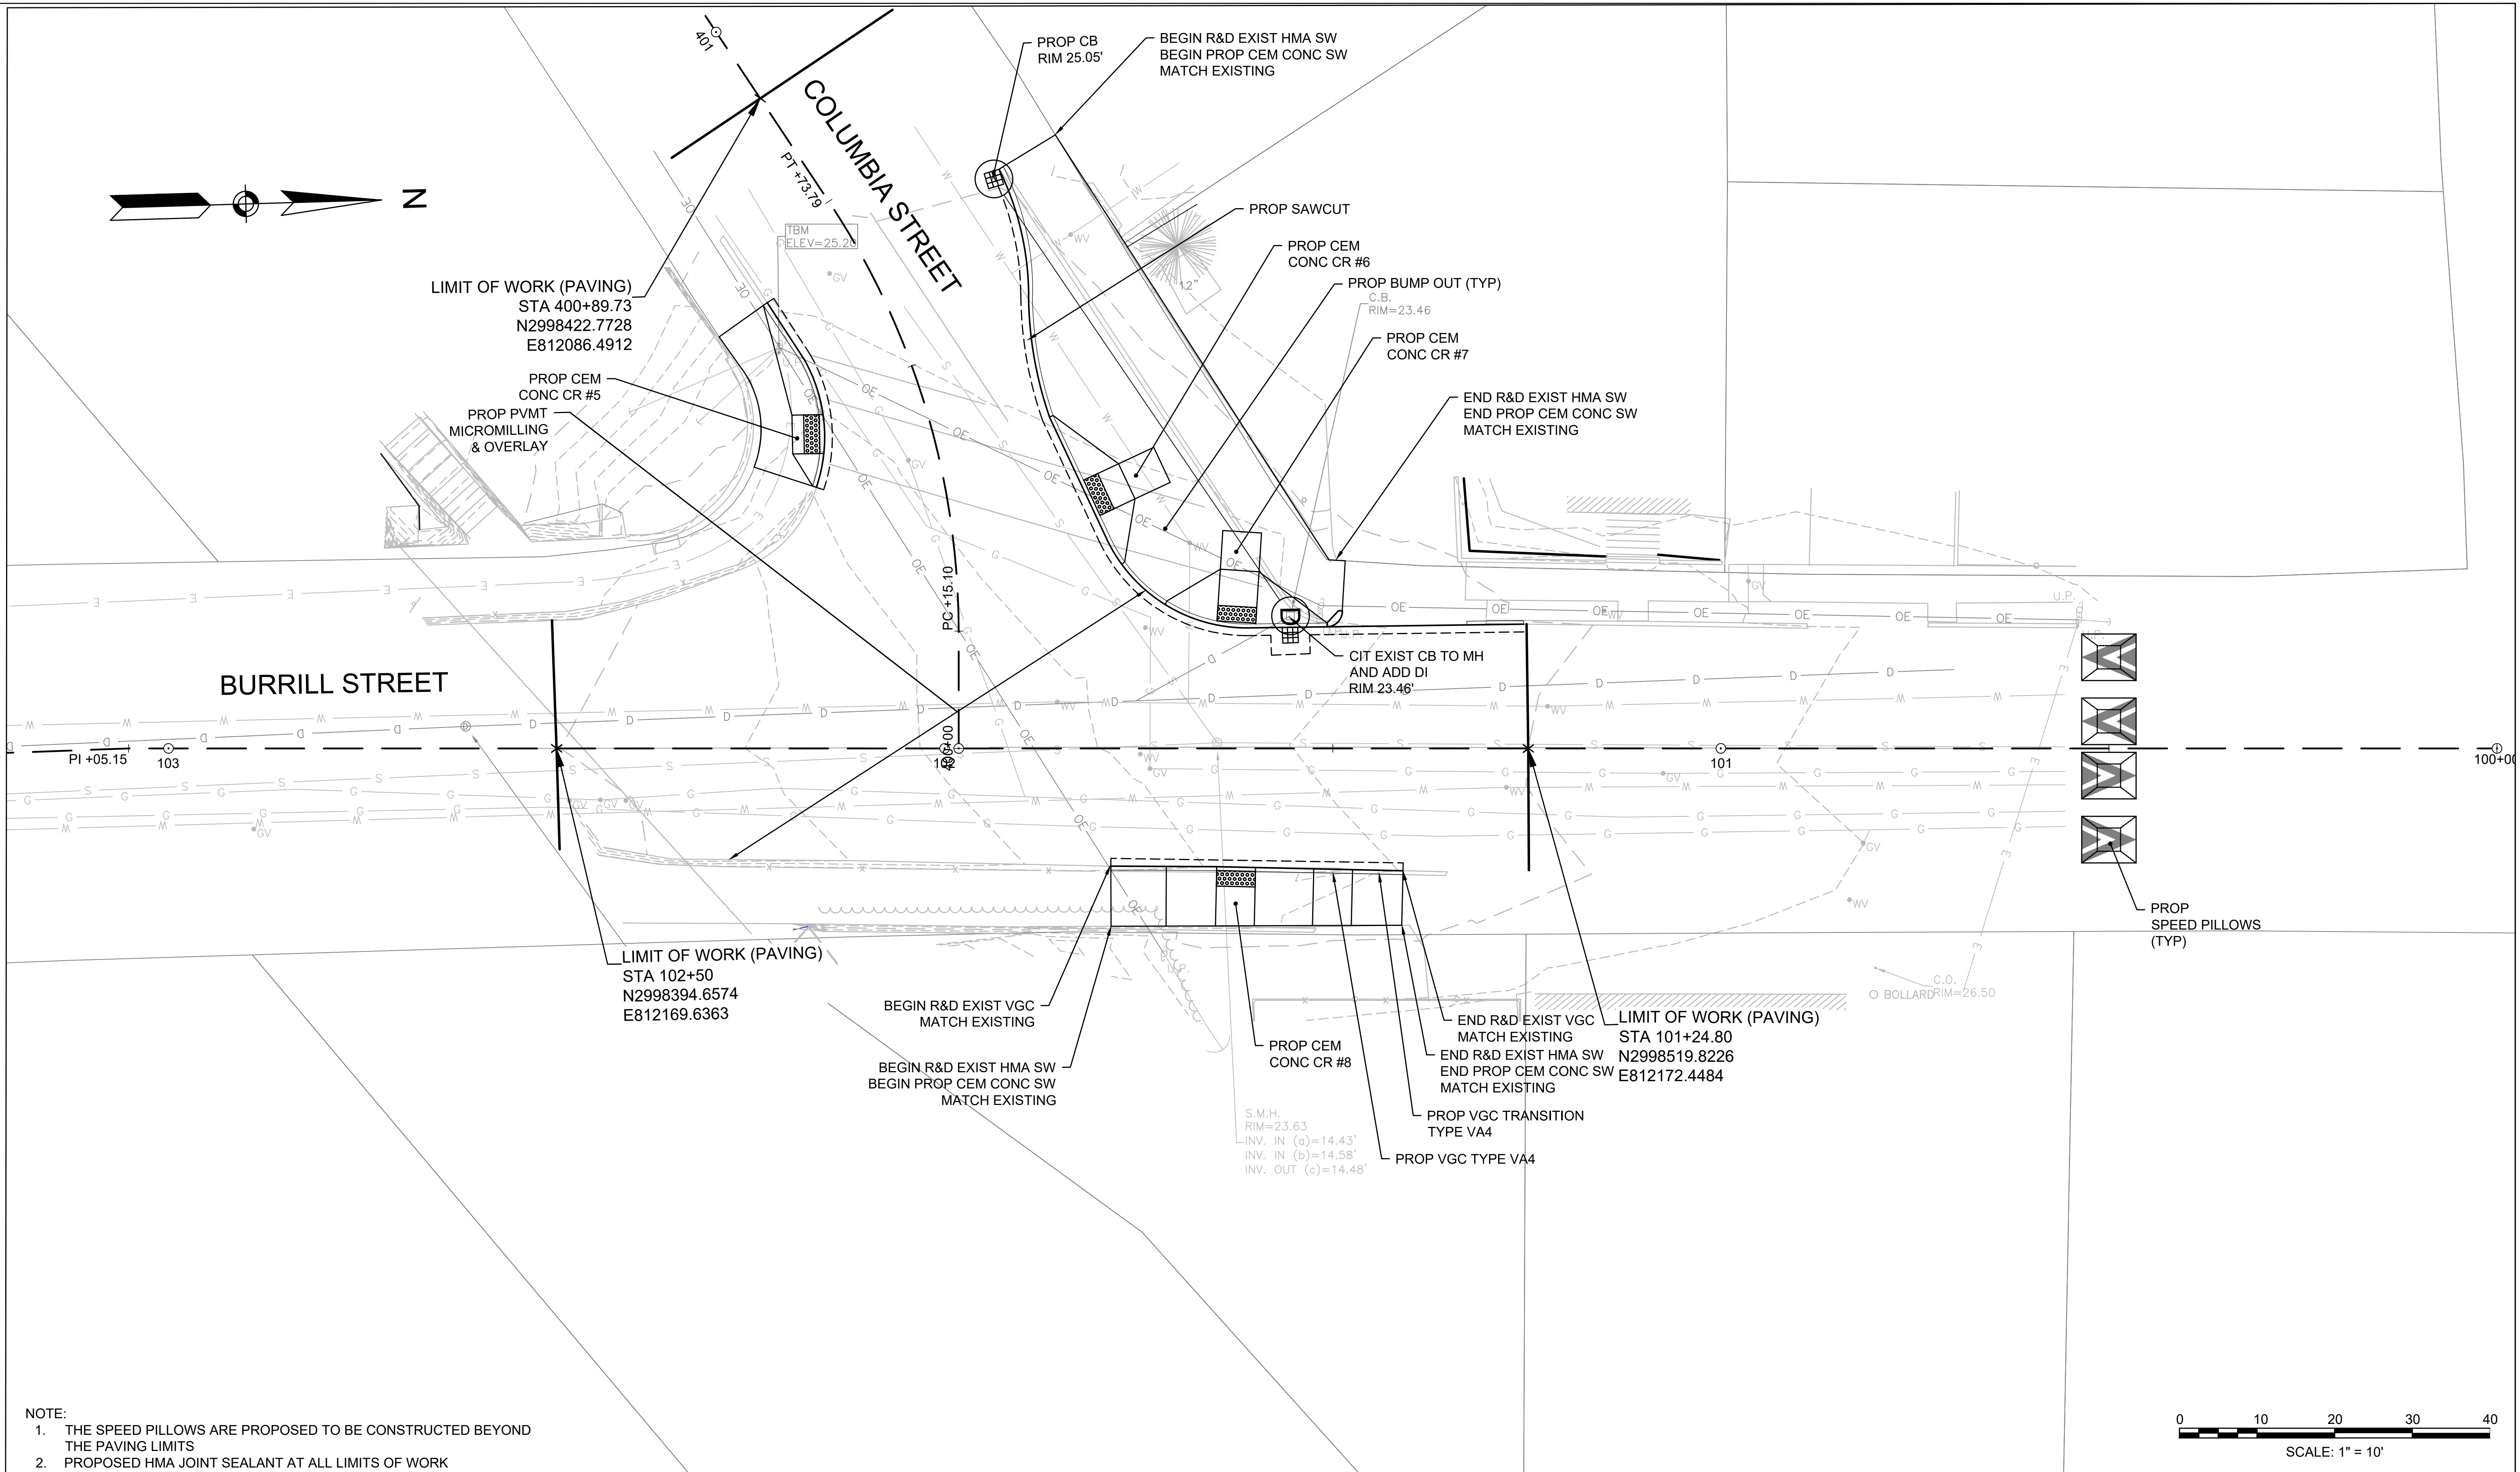 401
COLUMBIA STREET
PROP CB
RIM 25.05'
BEGIN R&D EXIST HMA SW
BEGIN PROP CEM CONC SW
MATCH EXISTING
PT +73.79
N
30
TBM
ELEV=25.20
GV
WV
12"
PROP SAWCUT
PROP CEM
CONC CR #6
PROP BUMP OUT (TYP)
C.B.
RIM=23.46
PROP CEM
CONC CR #7
LIMIT OF WORK (PAVING)
STA 400+89.73
N2998422.7728
E812086.4912
PROP CEM
CONC CR #5
PROP PVMT
MICROMILLING
& OVERLAY
END R&D EXIST HMA SW
END PROP CEM CONC SW
MATCH EXISTING
PC +15.10
BURRILL STREET
CIT EXIST CB TO MH
AND ADD DI
RIM 23.46'
U.P.
PI +05.15
103
102
400+00
101
100+00
PROP
SPEED PILLOWS
(TYP)
LIMIT OF WORK (PAVING)
STA 102+50
N2998394.6574
E812169.6363
BEGIN R&D EXIST VGC
MATCH EXISTING
BEGIN R&D EXIST HMA SW
BEGIN PROP CEM CONC SW
MATCH EXISTING
PROP CEM
CONC CR #8
S.M.H.
RIM=23.63
INV. IN (a)=14.43'
INV. IN (b)=14.58'
INV. OUT (c)=14.48'
END R&D EXIST VGC
MATCH EXISTING
END R&D EXIST HMA SW
END PROP CEM CONC SW
MATCH EXISTING
PROP VGC TRANSITION
TYPE VA4
PROP VGC TYPE VA4
LIMIT OF WORK (PAVING)
STA 101+24.80
N2998519.8226
E812172.4484
C.O.
RIM=26.50
BOLLARD
NOTE:
1. THE SPEED PILLOWS ARE PROPOSED TO BE CONSTRUCTED BEYOND
THE PAVING LIMITS
2. PROPOSED HMA JOINT SEALANT AT ALL LIMITS OF WORK
0 10 20 30 40
SCALE: 1" = 10'